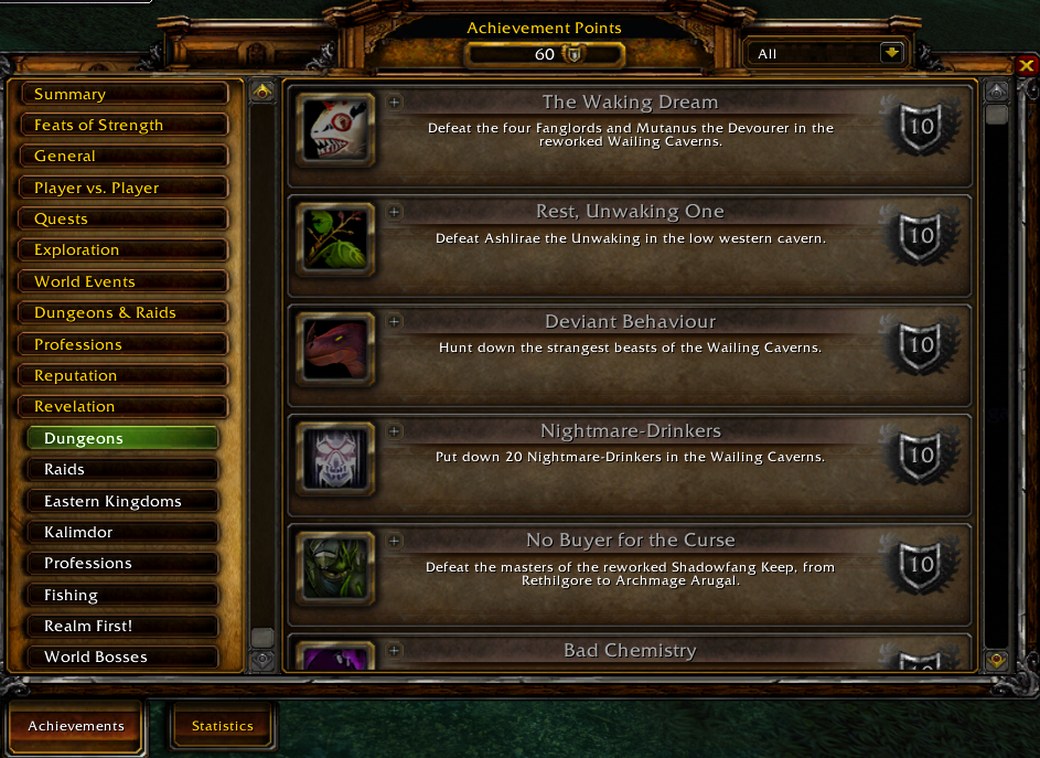 Achievement Points
60
All
Summary
Feats of Strength
General
Player vs. Player
Quests
Exploration
World Events
Dungeons & Raids
Professions
Reputation
Revelation
Dungeons
Raids
Eastern Kingdoms
Kalimdor
Professions
Fishing
Realm First!
World Bosses
The Waking Dream
Defeat the four Fanglords and Mutanus the Devourer in the
reworked Wailing Caverns.
10
Rest, Unwaking One
Defeat Ashlirae the Unwaking in the low western cavern.
10
Deviant Behaviour
Hunt down the strangest beasts of the Wailing Caverns.
10
Nightmare-Drinkers
Put down 20 Nightmare-Drinkers in the Wailing Caverns.
10
No Buyer for the Curse
Defeat the masters of the reworked Shadowfang Keep, from
Rethilgore to Archmage Arugal.
10
Bad Chemistry
10
Achievements
Statistics